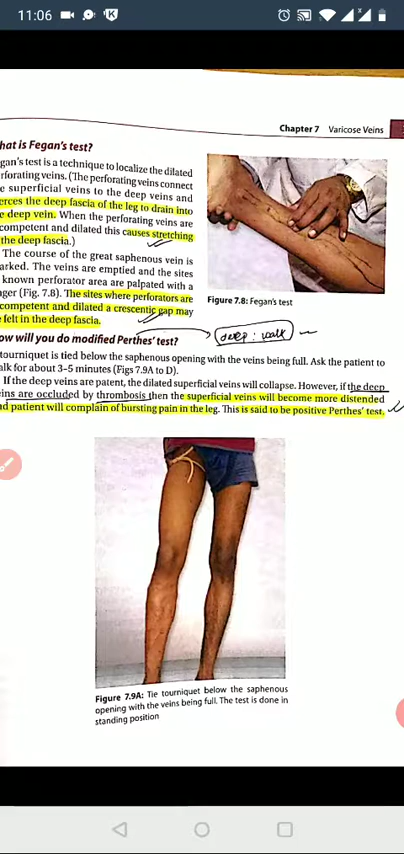 11:06
Chapter 7 Varicose Veins
hat is Fegan's test?
gan's test is a technique to localize the dilated
rforating veins. (The perforating veins connect
e superficial veins to the deep veins and
erces the deep fascia of the leg to drain into
e deep vein. When the perforating veins are
competent and dilated this causes stretching
the deep fascia.)
The course of the great saphenous vein is
arked. The veins are emptied and the sites
known perforator area are palpated with a
nger (Fig. 7.8). The sites where perforators are
competent and dilated a crescentic gap may
e felt in the deep fascia.
Figure 7.8: Fegan's test
deep : walk
ow will you do modified Perthes' test?
tourniquet is tied below the saphenous opening with the veins being full. Ask the patient to
alk for about 3–5 minutes (Figs 7.9A to D).
If the deep veins are patent, the dilated superficial veins will collapse. However, if the deep
eins are occluded by thrombosis then the superficial veins will become more distended
nd patient will complain of bursting pain in the leg. This is said to be positive Perthes' test.
Figure 7.9A: Tie tourniquet below the saphenous
opening with the veins being full. The test is done in
standing position